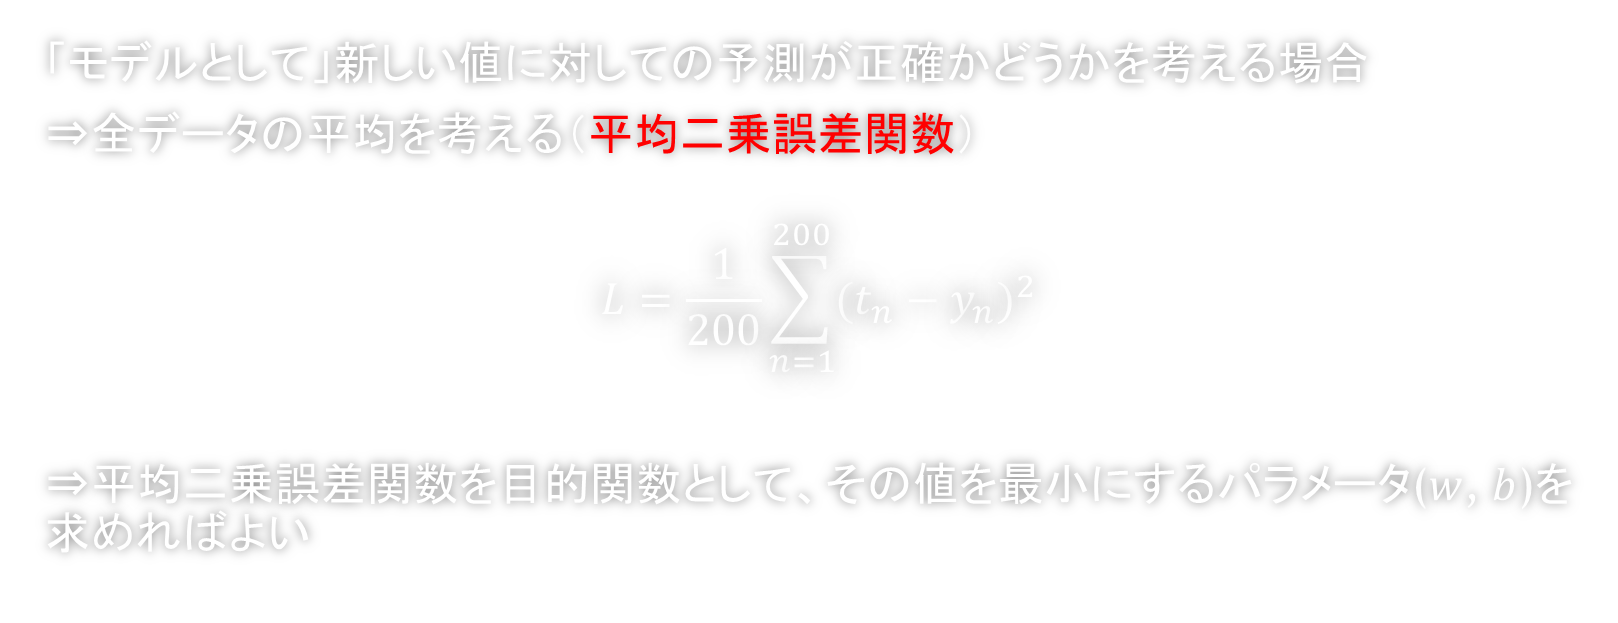 「モデルとして」新しい値に対しての予測が正確かどうかを考える場合
⇒全データの平均を考える（平均二乗誤差関数）
L = \frac{1}{200} \sum_{n=1}^{200} (t_n − y_n)^2
⇒平均二乗誤差関数を目的関数として、その値を最小にするパラメータ(w, b)を
求めればよい